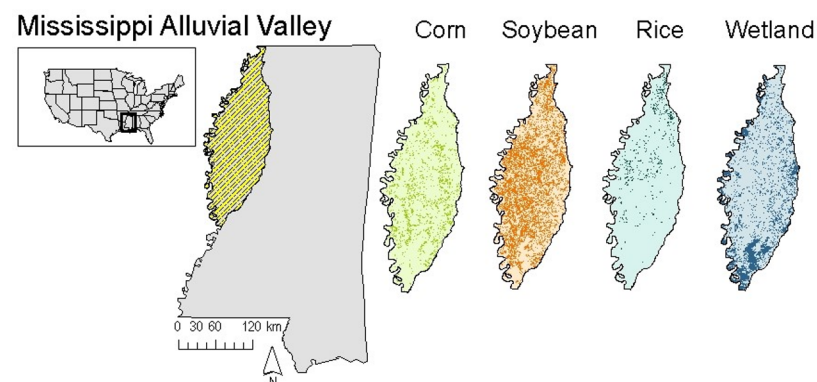 Mississippi Alluvial Valley
Corn Soybean Rice Wetland
0 30 60 120 km
N